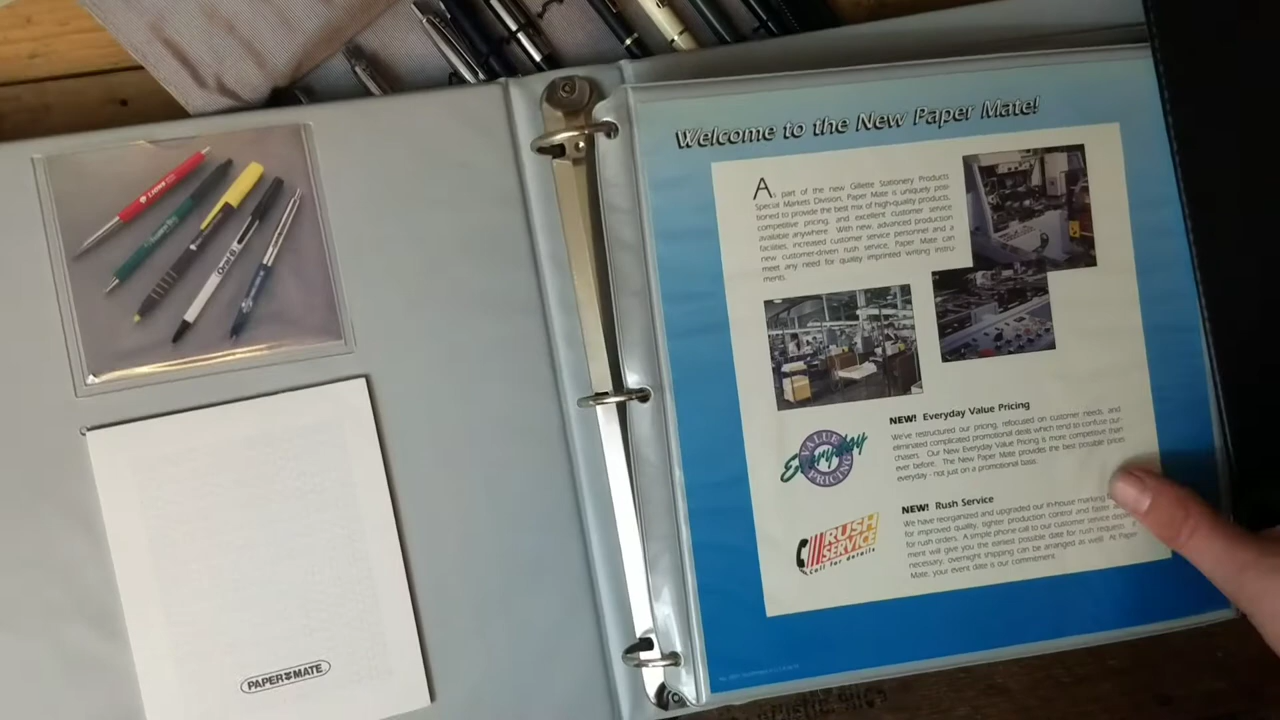 Welcome to the New Paper Mate!
As part of the new Gillette Stationery Products
Special Markets Division, Paper Mate is uniquely posi-
tioned to provide the best mix of high-quality products,
competitive pricing, and excellent customer service
available anywhere. With new, advanced production
facilities, increased customer service personnel and a
new customer-driven rush service, Paper Mate can
meet any need for quality imprinted writing instru-
ments.
NEW! Everyday Value Pricing
We've restructured our pricing, refocused on customer needs, and
eliminated complicated promotional deals which tend to confuse pur-
chasers. Our New Everyday Value Pricing is more competitive than
ever before. The New Paper Mate provides the best possible prices
everyday - not just on a promotional basis.
VALUE
Everyday
PRICING
NEW! Rush Service
We have reorganized and upgraded our in-house marking
for improved quality, tighter production control and faster
for rush orders. A simple phone call to our customer service
ment will give you the earliest possible date for rush requests.
necessary, overnight shipping can be arranged as well. At Paper
Mate, your event date is our commitment.
RUSH
SERVICE
call for details
PAPER MATE